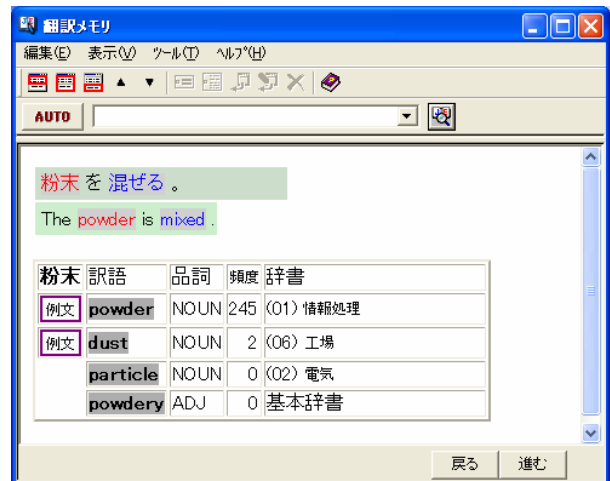 翻訳メモリ
編集(E) 表示(V) ツール(T) ヘルプ(H)
AUTO
粉末 を 混ぜる 。
The powder is mixed .
粉末 訳語 品詞 頻度 辞書
例文 powder NOUN 245 (01) 情報処理
例文 dust NOUN 2 (06) 工場
particle NOUN 0 (02) 電気
powdery ADJ 0 基本辞書
戻る 進む